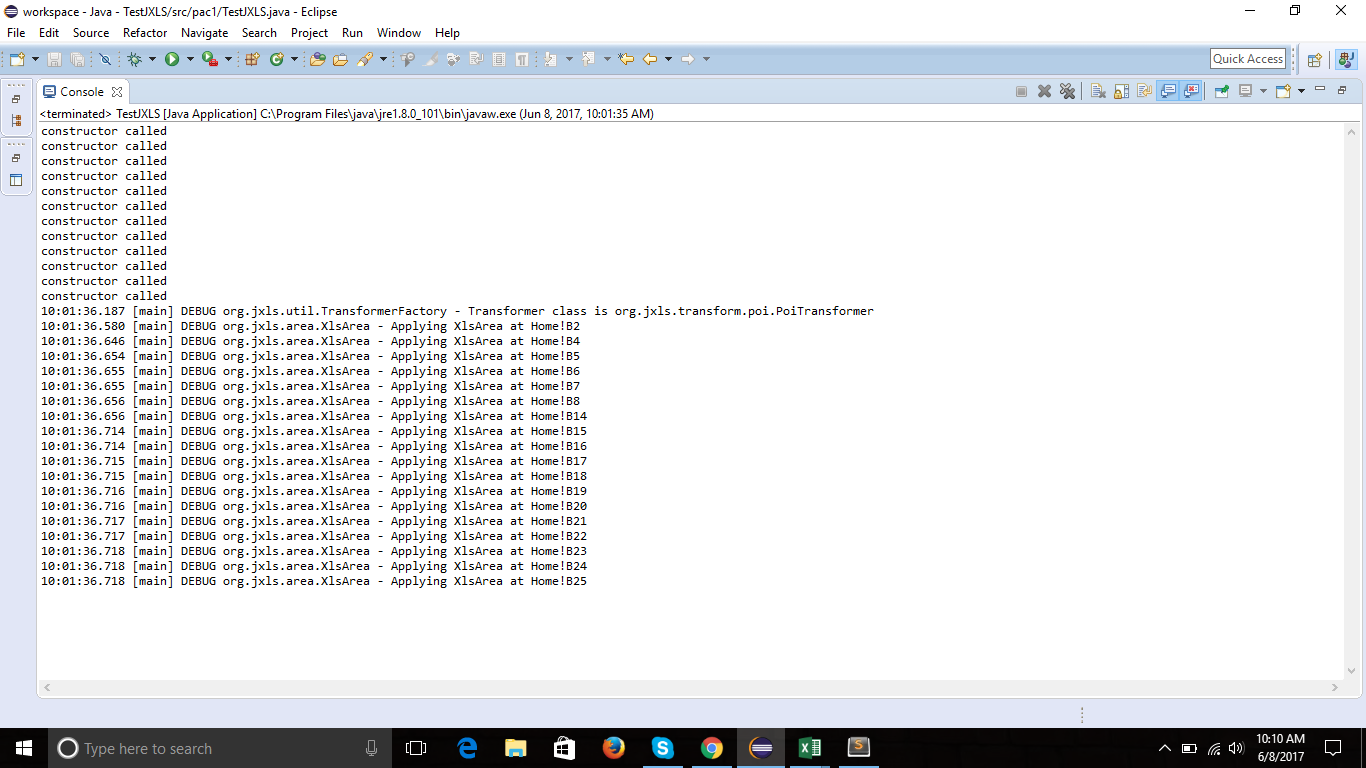 workspace - Java - TestJXLS/src/pac1/TestJXLS.java - Eclipse
File Edit Source Refactor Navigate Search Project Run Window Help
Quick Access
Console
<terminated> TestJXLS [Java Application] C:\Program Files\java\jre1.8.0_101\bin\javaw.exe (Jun 8, 2017, 10:01:35 AM)
constructor called
constructor called
constructor called
constructor called
constructor called
constructor called
constructor called
constructor called
constructor called
constructor called
constructor called
constructor called
10:01:36.187 [main] DEBUG org.jxls.util.TransformerFactory - Transformer class is org.jxls.transform.poi.PoiTransformer
10:01:36.580 [main] DEBUG org.jxls.area.XlsArea - Applying XlsArea at Home!B2
10:01:36.646 [main] DEBUG org.jxls.area.XlsArea - Applying XlsArea at Home!B4
10:01:36.654 [main] DEBUG org.jxls.area.XlsArea - Applying XlsArea at Home!B5
10:01:36.655 [main] DEBUG org.jxls.area.XlsArea - Applying XlsArea at Home!B6
10:01:36.655 [main] DEBUG org.jxls.area.XlsArea - Applying XlsArea at Home!B7
10:01:36.656 [main] DEBUG org.jxls.area.XlsArea - Applying XlsArea at Home!B8
10:01:36.656 [main] DEBUG org.jxls.area.XlsArea - Applying XlsArea at Home!B14
10:01:36.714 [main] DEBUG org.jxls.area.XlsArea - Applying XlsArea at Home!B15
10:01:36.714 [main] DEBUG org.jxls.area.XlsArea - Applying XlsArea at Home!B16
10:01:36.715 [main] DEBUG org.jxls.area.XlsArea - Applying XlsArea at Home!B17
10:01:36.715 [main] DEBUG org.jxls.area.XlsArea - Applying XlsArea at Home!B18
10:01:36.716 [main] DEBUG org.jxls.area.XlsArea - Applying XlsArea at Home!B19
10:01:36.716 [main] DEBUG org.jxls.area.XlsArea - Applying XlsArea at Home!B20
10:01:36.717 [main] DEBUG org.jxls.area.XlsArea - Applying XlsArea at Home!B21
10:01:36.717 [main] DEBUG org.jxls.area.XlsArea - Applying XlsArea at Home!B22
10:01:36.718 [main] DEBUG org.jxls.area.XlsArea - Applying XlsArea at Home!B23
10:01:36.718 [main] DEBUG org.jxls.area.XlsArea - Applying XlsArea at Home!B24
10:01:36.718 [main] DEBUG org.jxls.area.XlsArea - Applying XlsArea at Home!B25
Type here to search
10:10 AM
6/8/2017